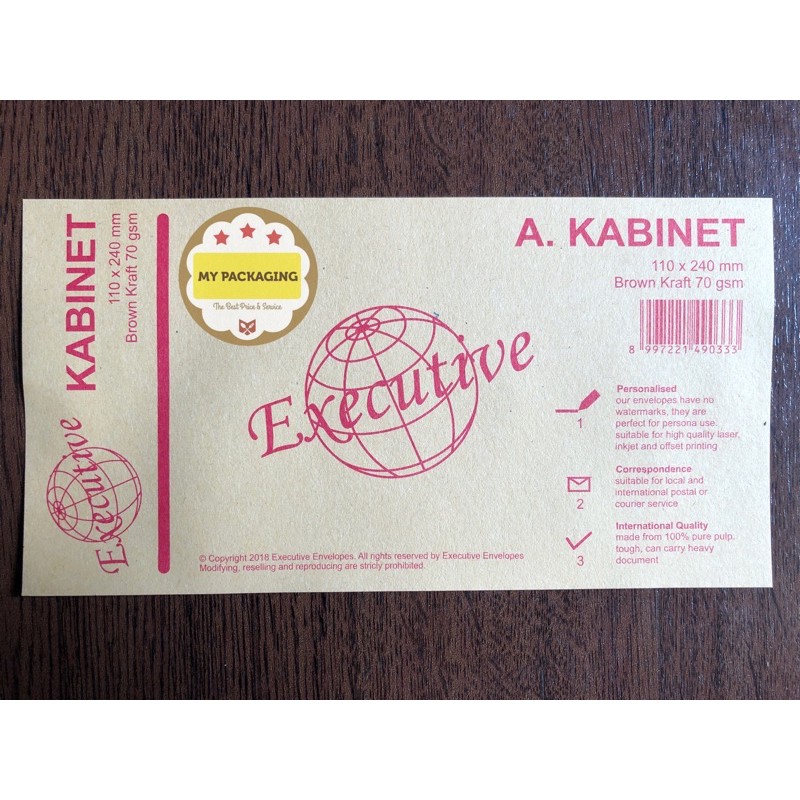 KABINET
110 x 240 mm
Brown Kraft 70 gsm
Executive
MY PACKAGING
The Best Price & Service
Executive
A. KABINET
110 x 240 mm
Brown Kraft 70 gsm
8 997221 490333
1
Personalised
our envelopes have no
watermarks, they are
perfect for persona use.
suitable for high quality laser,
inkjet and offset printing
2
Correspondence
suitable for local and
international postal or
courier service
3
International Quality
made from 100% pure pulp.
tough, can carry heavy
document
© Copyright 2018 Executive Envelopes. All rights reserved by Executive Envelopes
Modifying, reselling and reproducing are stricly prohibited.